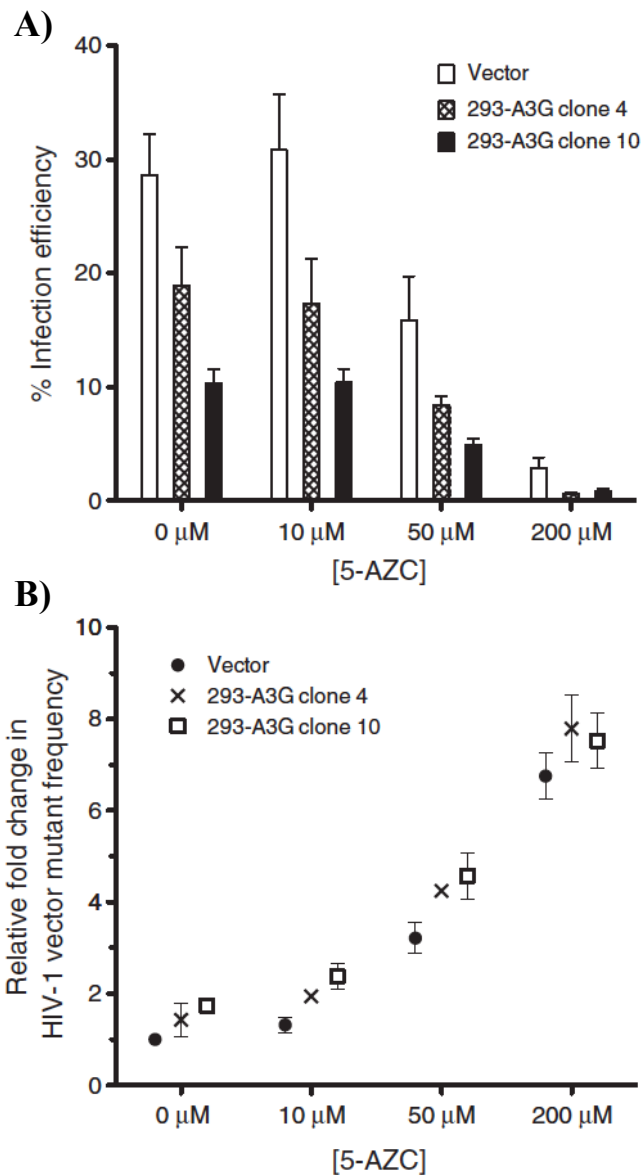 A)
40
30
20
10
0
% Infection efficiency
Vector
293-A3G clone 4
293-A3G clone 10
0 μM 10 μM 50 μM 200 μM
[5-AZC]
B)
10
8
6
4
2
0
Relative fold change in
HIV-1 vector mutant frequency
Vector
293-A3G clone 4
293-A3G clone 10
0 μM 10 μM 50 μM 200 μM
[5-AZC]